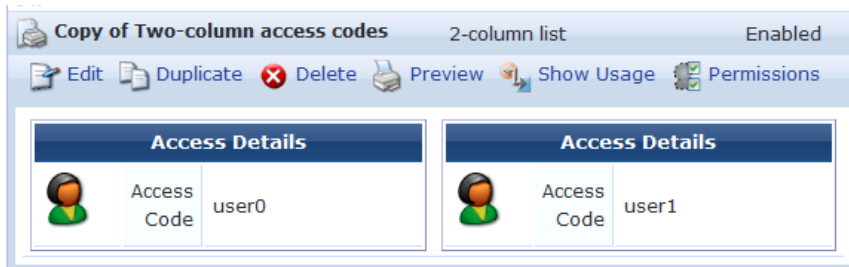 Copy of Two-column access codes 2-column list Enabled
Edit Duplicate Delete Preview Show Usage Permissions
Access Details Access Details
Access Code user0 Access Code user1